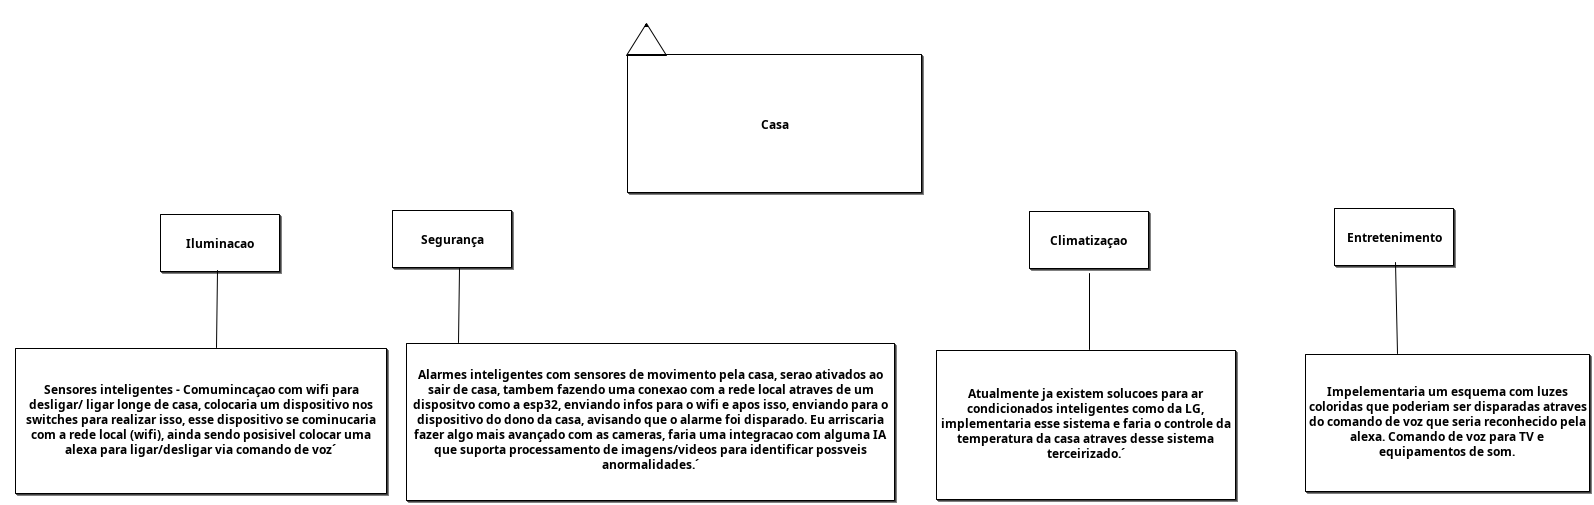 Casa
Iluminacao
Segurança
Climatizaçao
Entretenimento
Sensores inteligentes - Comumincaçao com wifi para
desligar/ ligar longe de casa, colocaria um dispositivo nos
switches para realizar isso, esse dispositivo se cominucaria
com a rede local (wifi), ainda sendo posisivel colocar uma
alexa para ligar/desligar via comando de voz´
Alarmes inteligentes com sensores de movimento pela casa, serao ativados ao
sair de casa, tambem fazendo uma conexao com a rede local atraves de um
dispositvo como a esp32, enviando infos para o wifi e apos isso, enviando para o
dispositivo do dono da casa, avisando que o alarme foi disparado. Eu arriscaria
fazer algo mais avançado com as cameras, faria uma integracao com alguma IA
que suporta processamento de imagens/videos para identificar possveis
anormalidades.´
Atualmente ja existem solucoes para ar
condicionados inteligentes como da LG,
implementaria esse sistema e faria o controle da
temperatura da casa atraves desse sistema
terceirizado.´
Impelementaria um esquema com luzes
coloridas que poderiam ser disparadas atraves
do comando de voz que seria reconhecido pela
alexa. Comando de voz para TV e
equipamentos de som.